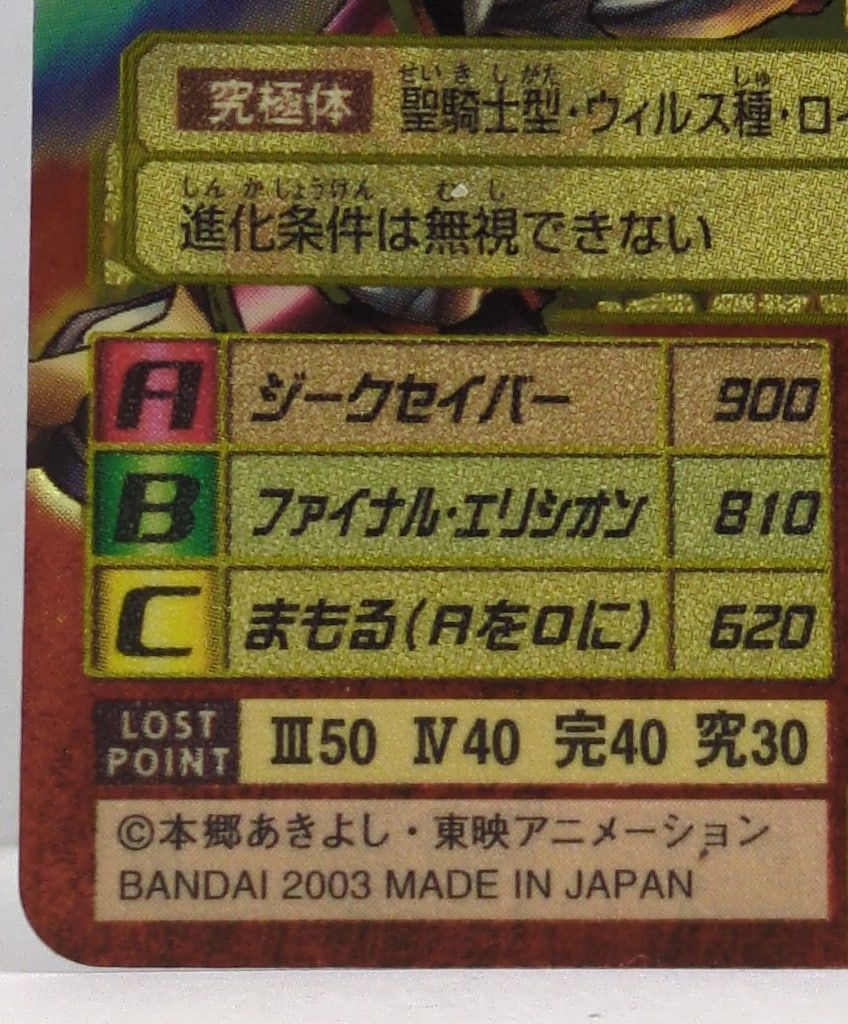 せいきしがた しゅ
究極体 聖騎士型・ウィルス種・ロ
しんかじょうけん むし
進化条件は無視できない
A ジークセイバー 900
B ファイナル・エリシオン 810
C まもる(Aを0に) 620
LOST POINT Ⅲ50 Ⅳ40 完40 究30
©本郷あきよし・東映アニメーション
BANDAI 2003 MADE IN JAPAN